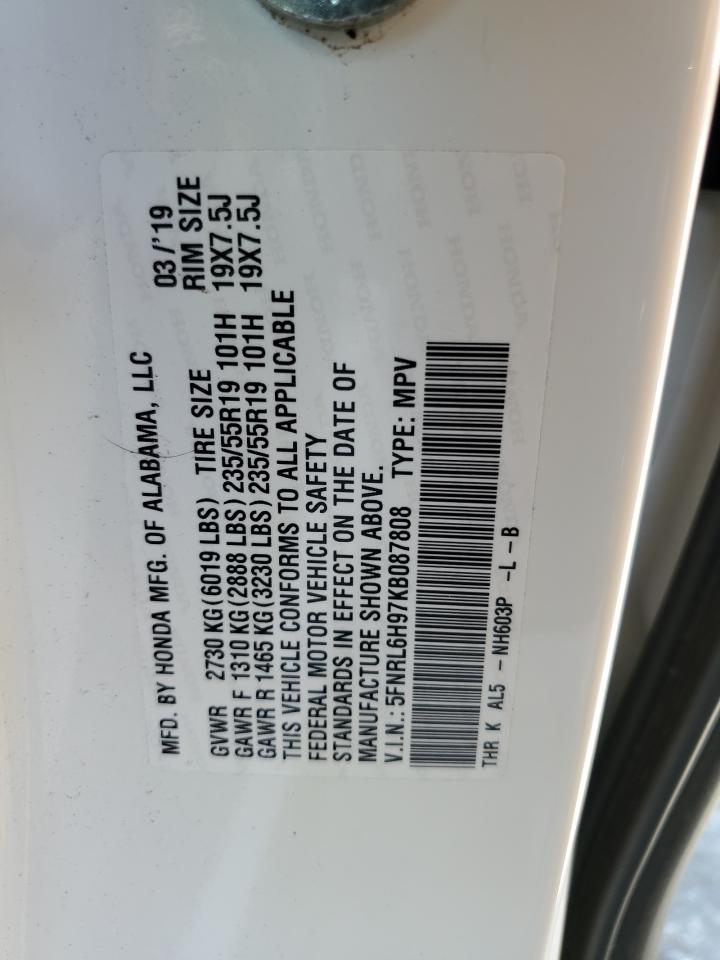 MFD. BY HONDA MFG. OF ALABAMA, LLC 03/'19
GVWR 2730 KG(6019 LBS) TIRE SIZE RIM SIZE
GAWR F 1310 KG(2888 LBS)235/55R19 101H 19X7.5J
GAWR R 1465 KG(3230 LBS)235/55R19 101H 19X7.5J
THIS VEHICLE CONFORMS TO ALL APPLICABLE
FEDERAL MOTOR VEHICLE SAFETY
STANDARDS IN EFFECT ON THE DATE OF
MANUFACTURE SHOWN ABOVE.
V.I.N.:5FNRL6H97KB087808 TYPE: MPV
THR K AL5 -NH603P -L -B